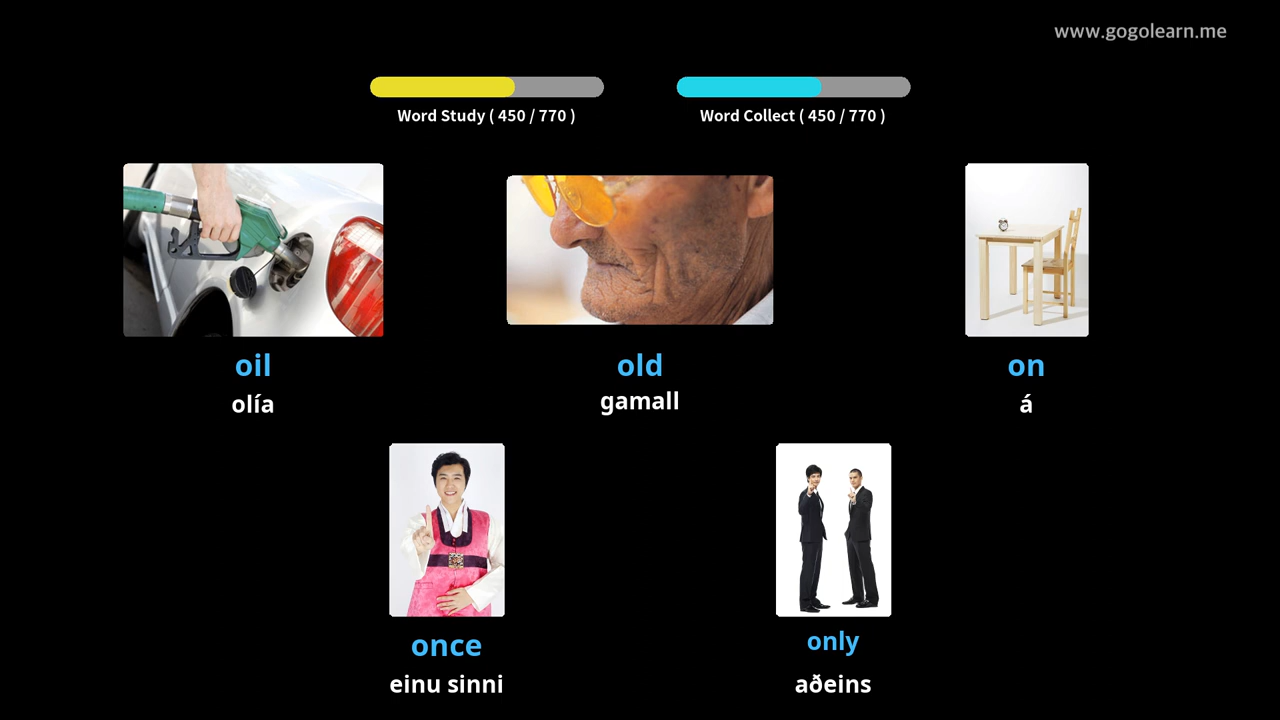 www.gogolearn.me
Word Study ( 450 / 770 )
Word Collect ( 450 / 770 )
oil
olía
old
gamall
on
á
once
einu sinni
only
aðeins